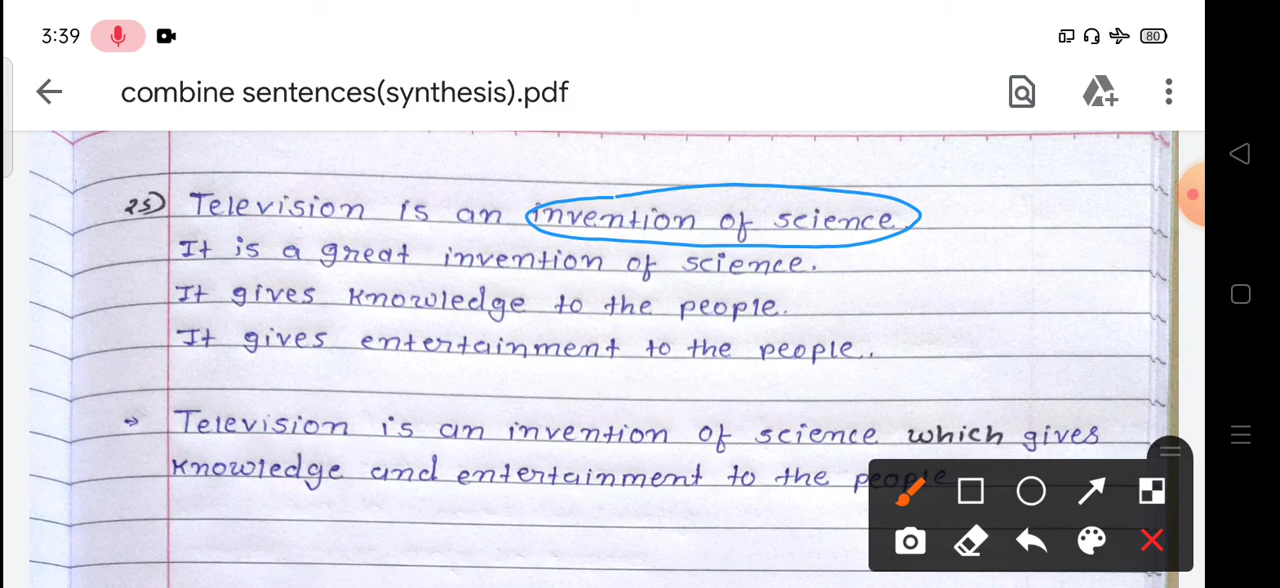 3:39
80
combine sentences(synthesis).pdf
25) Television is an invention of science.
It is a great invention of science.
It gives knowledge to the people.
It gives entertainment to the people..
→ Television is an invention of science which gives
knowledge and entertainment to the people